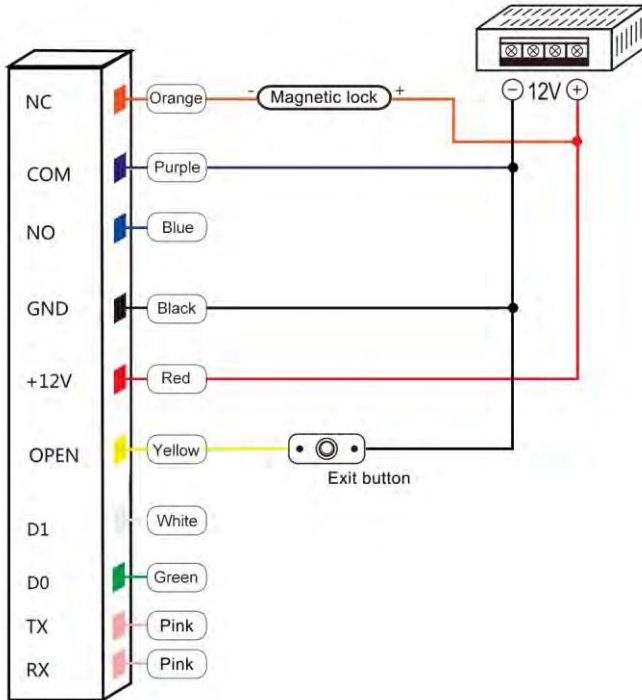 − 12V +
NC Orange - Magnetic lock +
COM Purple
NO Blue
GND Black
+12V Red
OPEN Yellow
Exit button
D1 White
D0 Green
TX Pink
RX Pink